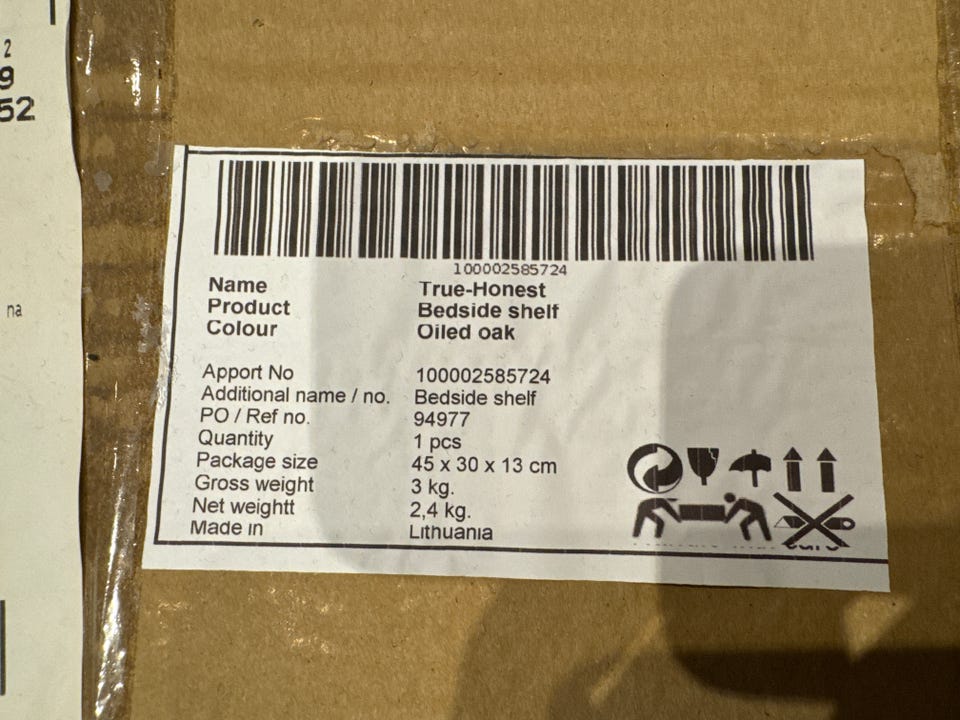 2
9
52
na
100002585724
Name True-Honest
Product Bedside shelf
Colour Oiled oak
Apport No 100002585724
Additional name / no. Bedside shelf
PO / Ref no. 94977
Quantity 1 pcs
Package size 45 x 30 x 13 cm
Gross weight 3 kg.
Net weightt 2,4 kg.
Made in Lithuania